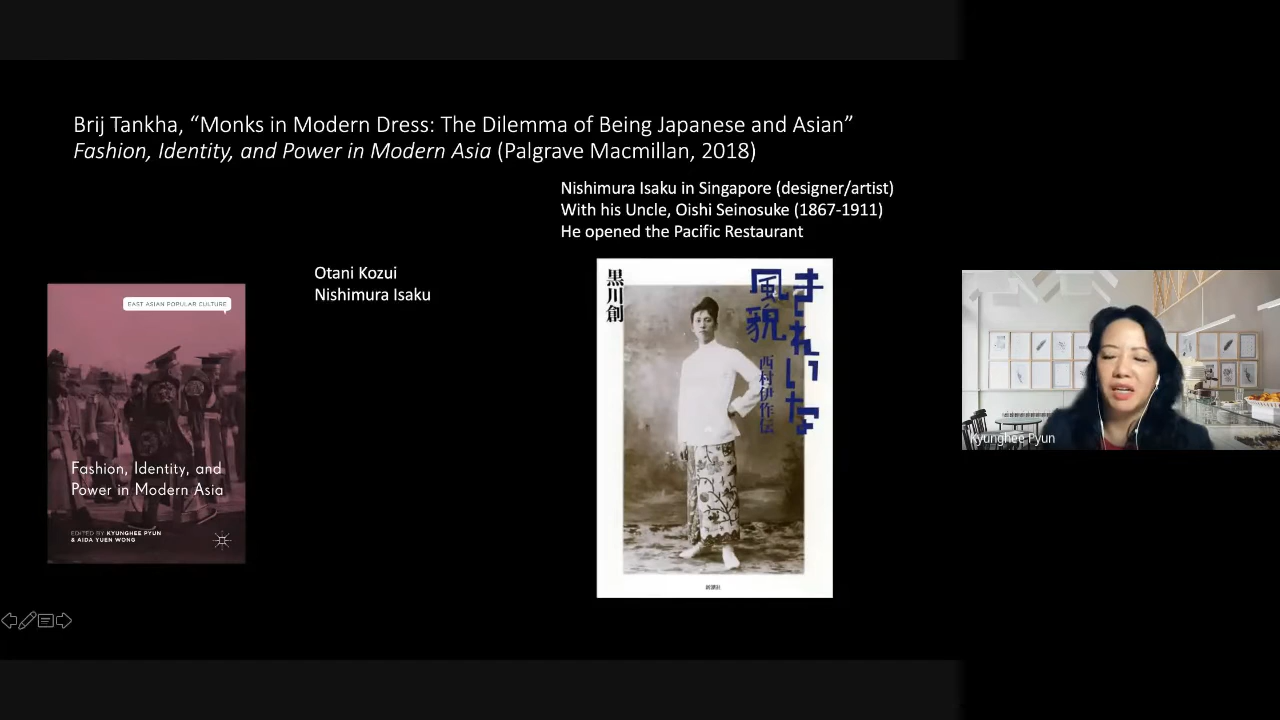 Brij Tankha, “Monks in Modern Dress: The Dilemma of Being Japanese and Asian”
Fashion, Identity, and Power in Modern Asia (Palgrave Macmillan, 2018)
Nishimura Isaku in Singapore (designer/artist)
With his Uncle, Oishi Seinosuke (1867-1911)
He opened the Pacific Restaurant
Otani Kozui
Nishimura Isaku
EAST ASIAN POPULAR CULTURE
Fashion, Identity, and
Power in Modern Asia
EDITED BY KYUNGHEE PYUN
& AIDA YUEN WONG
きれいな
風貌
西村伊作伝
黒川創
新潮社
Kyunghee Pyun